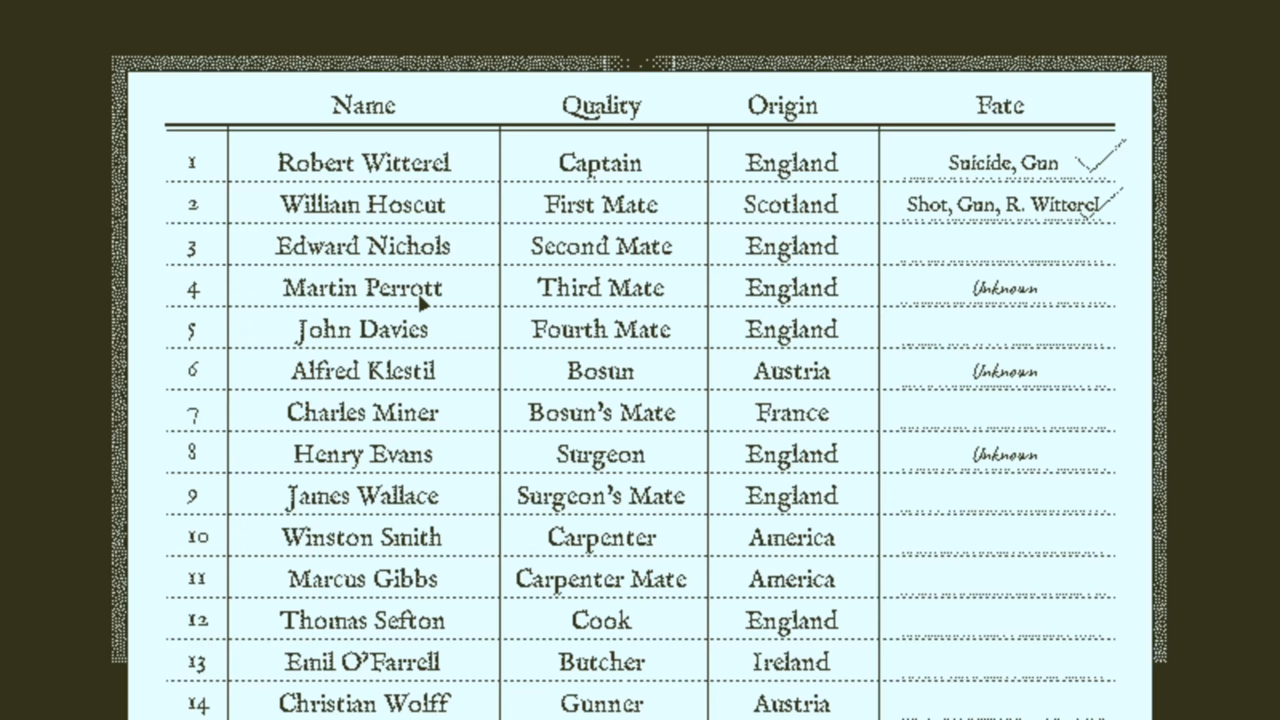 Name Quality Origin Fate
1 Robert Witterel Captain England Suicide, Gun
2 William Hoscut First Mate Scotland Shot, Gun, R. Witterel
3 Edward Nichols Second Mate England
4 Martin Perrott Third Mate England Unknown
5 John Davies Fourth Mate England
6 Alfred Klestil Bosun Austria Unknown
7 Charles Miner Bosun's Mate France
8 Henry Evans Surgeon England Unknown
9 James Wallace Surgeon's Mate England
10 Winston Smith Carpenter America
11 Marcus Gibbs Carpenter Mate America
12 Thomas Sefton Cook England
13 Emil O'Farrell Butcher Ireland
14 Christian Wolff Gunner Austria